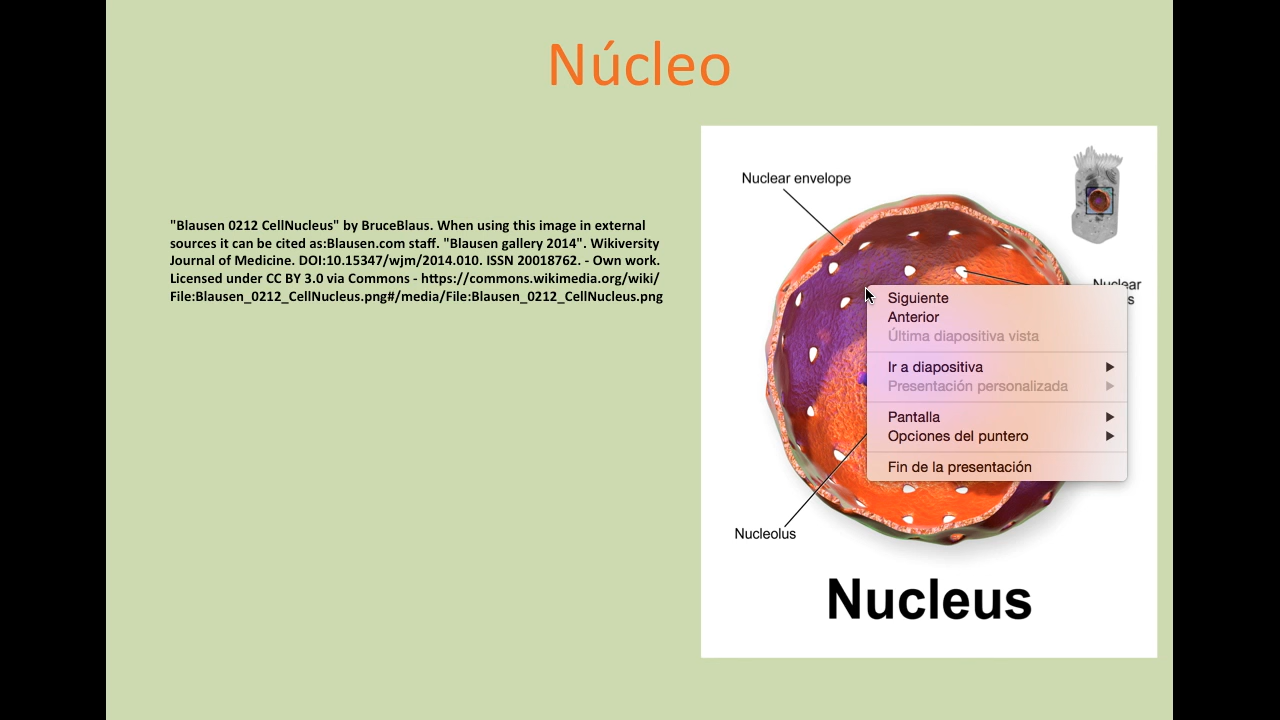 Núcleo
"Blausen 0212 CellNucleus" by BruceBlaus. When using this image in external
sources it can be cited as:Blausen.com staff. "Blausen gallery 2014". Wikiversity
Journal of Medicine. DOI:10.15347/wjm/2014.010. ISSN 20018762. - Own work.
Licensed under CC BY 3.0 via Commons - https://commons.wikimedia.org/wiki/
File:Blausen_0212_CellNucleus.png#/media/File:Blausen_0212_CellNucleus.png
Nuclear envelope
Nuclear
Siguiente
Anterior
Última diapositiva vista
Ir a diapositiva
Presentación personalizada
Pantalla
Opciones del puntero
Fin de la presentación
Nucleolus
Nucleus